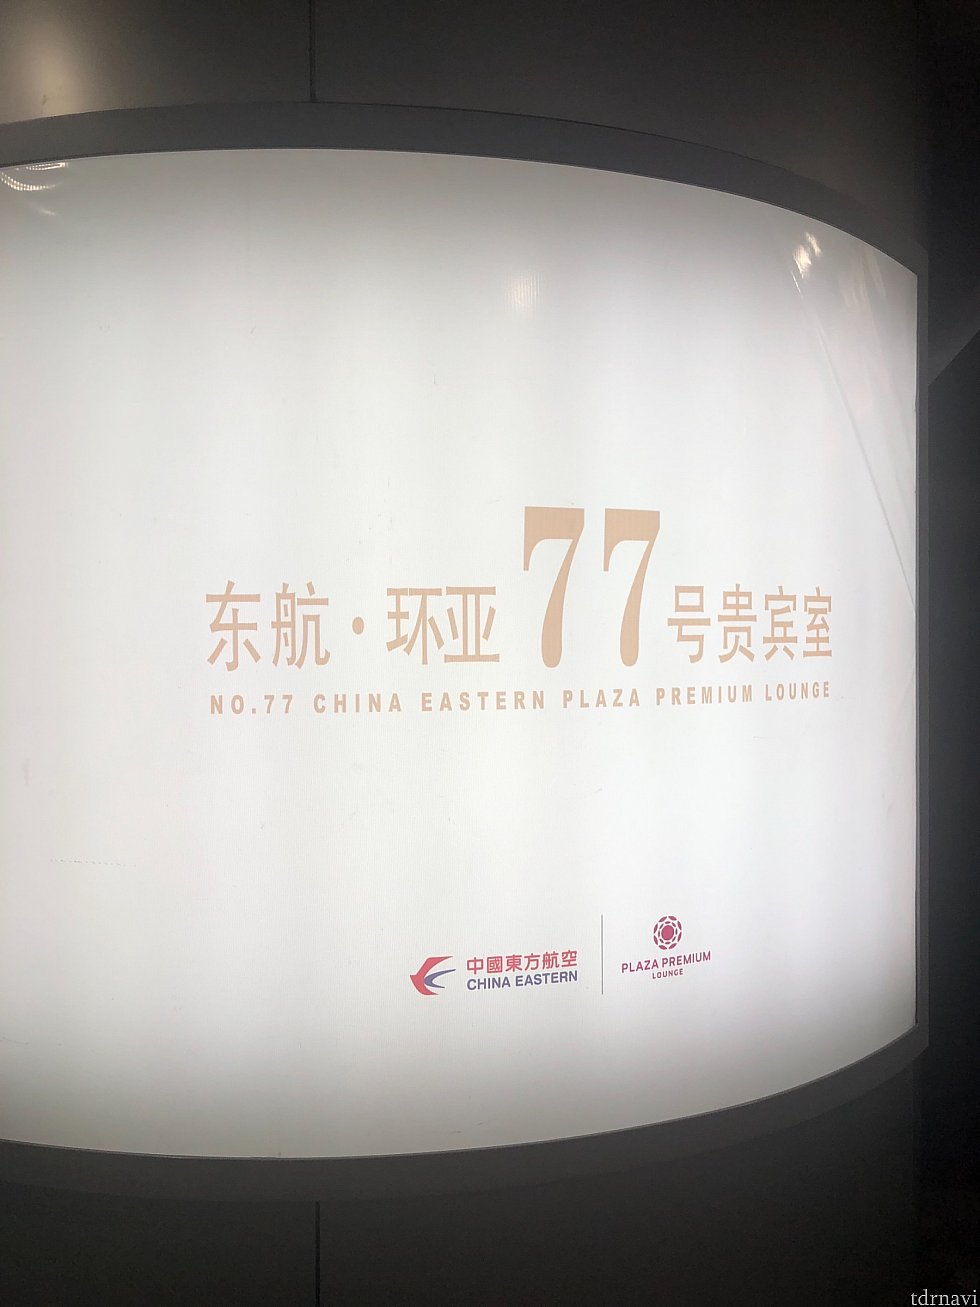 东航·环亚77号贵宾室
NO.77 CHINA EASTERN PLAZA PREMIUM LOUNGE
中國東方航空
CHINA EASTERN
PLAZA PREMIUM
LOUNGE
tdrnavi